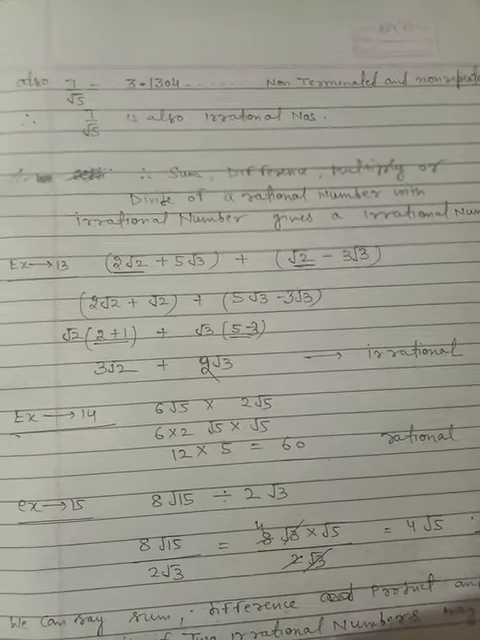 also 7/√5 = 3.1304 ...... Non Terminated and nonrepeate
∴ 7/√5 is also irrational Nos.
∴ Sum, Difference, Multiply or
Divide of a rational Number with
irrational Number gives a irrational Num
Ex→13 (2√2 + 5√3) + (√2 - 3√3)
(2√2 + √2) + (5√3 - 3√3)
√2(2+1) + √3(5-3)
3√2 + 2√3 → irrational
Ex→14 6√5 × 2√5
6×2 √5 × √5
12 × 5 = 60 rational
ex→15 8√15 ÷ 2√3
8√15/2√3 = 8√3 × √5/2√3 = 4√5
We can say sum, difference product an
of Two irrational Numbers may